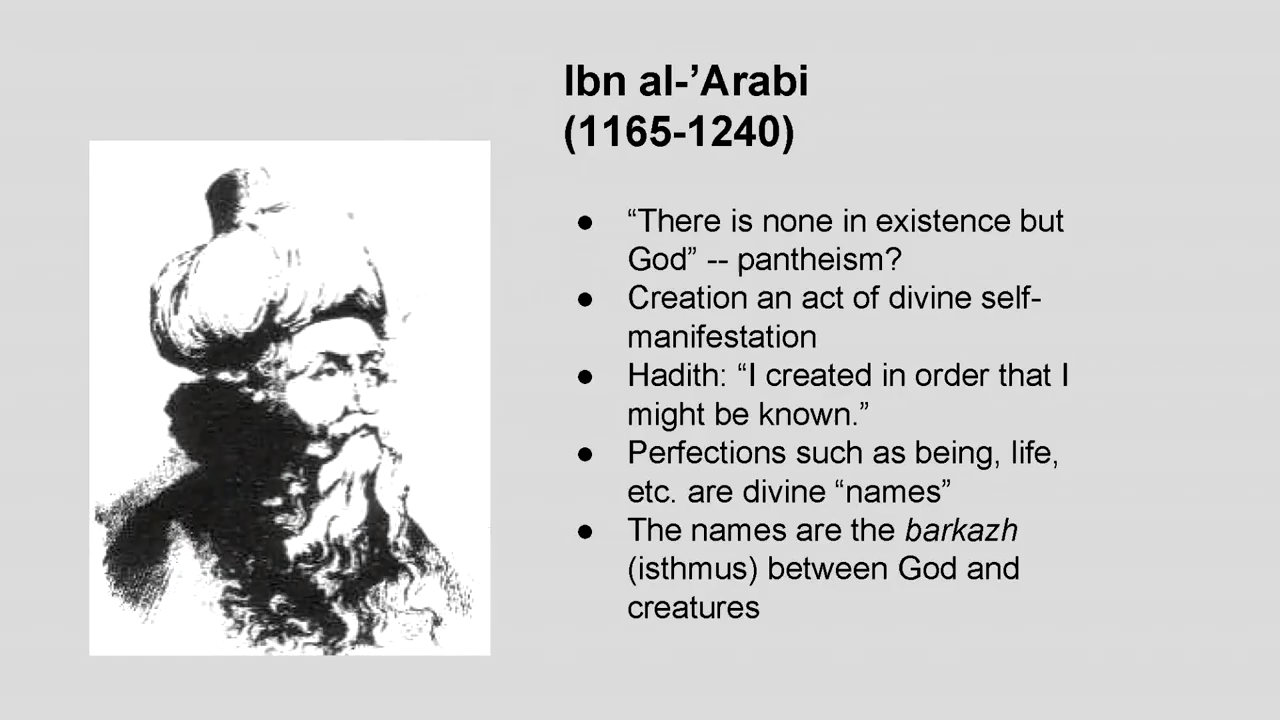 Ibn al-’Arabi
(1165-1240)
● “There is none in existence but
God” -- pantheism?
● Creation an act of divine self-
manifestation
● Hadith: “I created in order that I
might be known.”
● Perfections such as being, life,
etc. are divine “names”
● The names are the barkazh
(isthmus) between God and
creatures